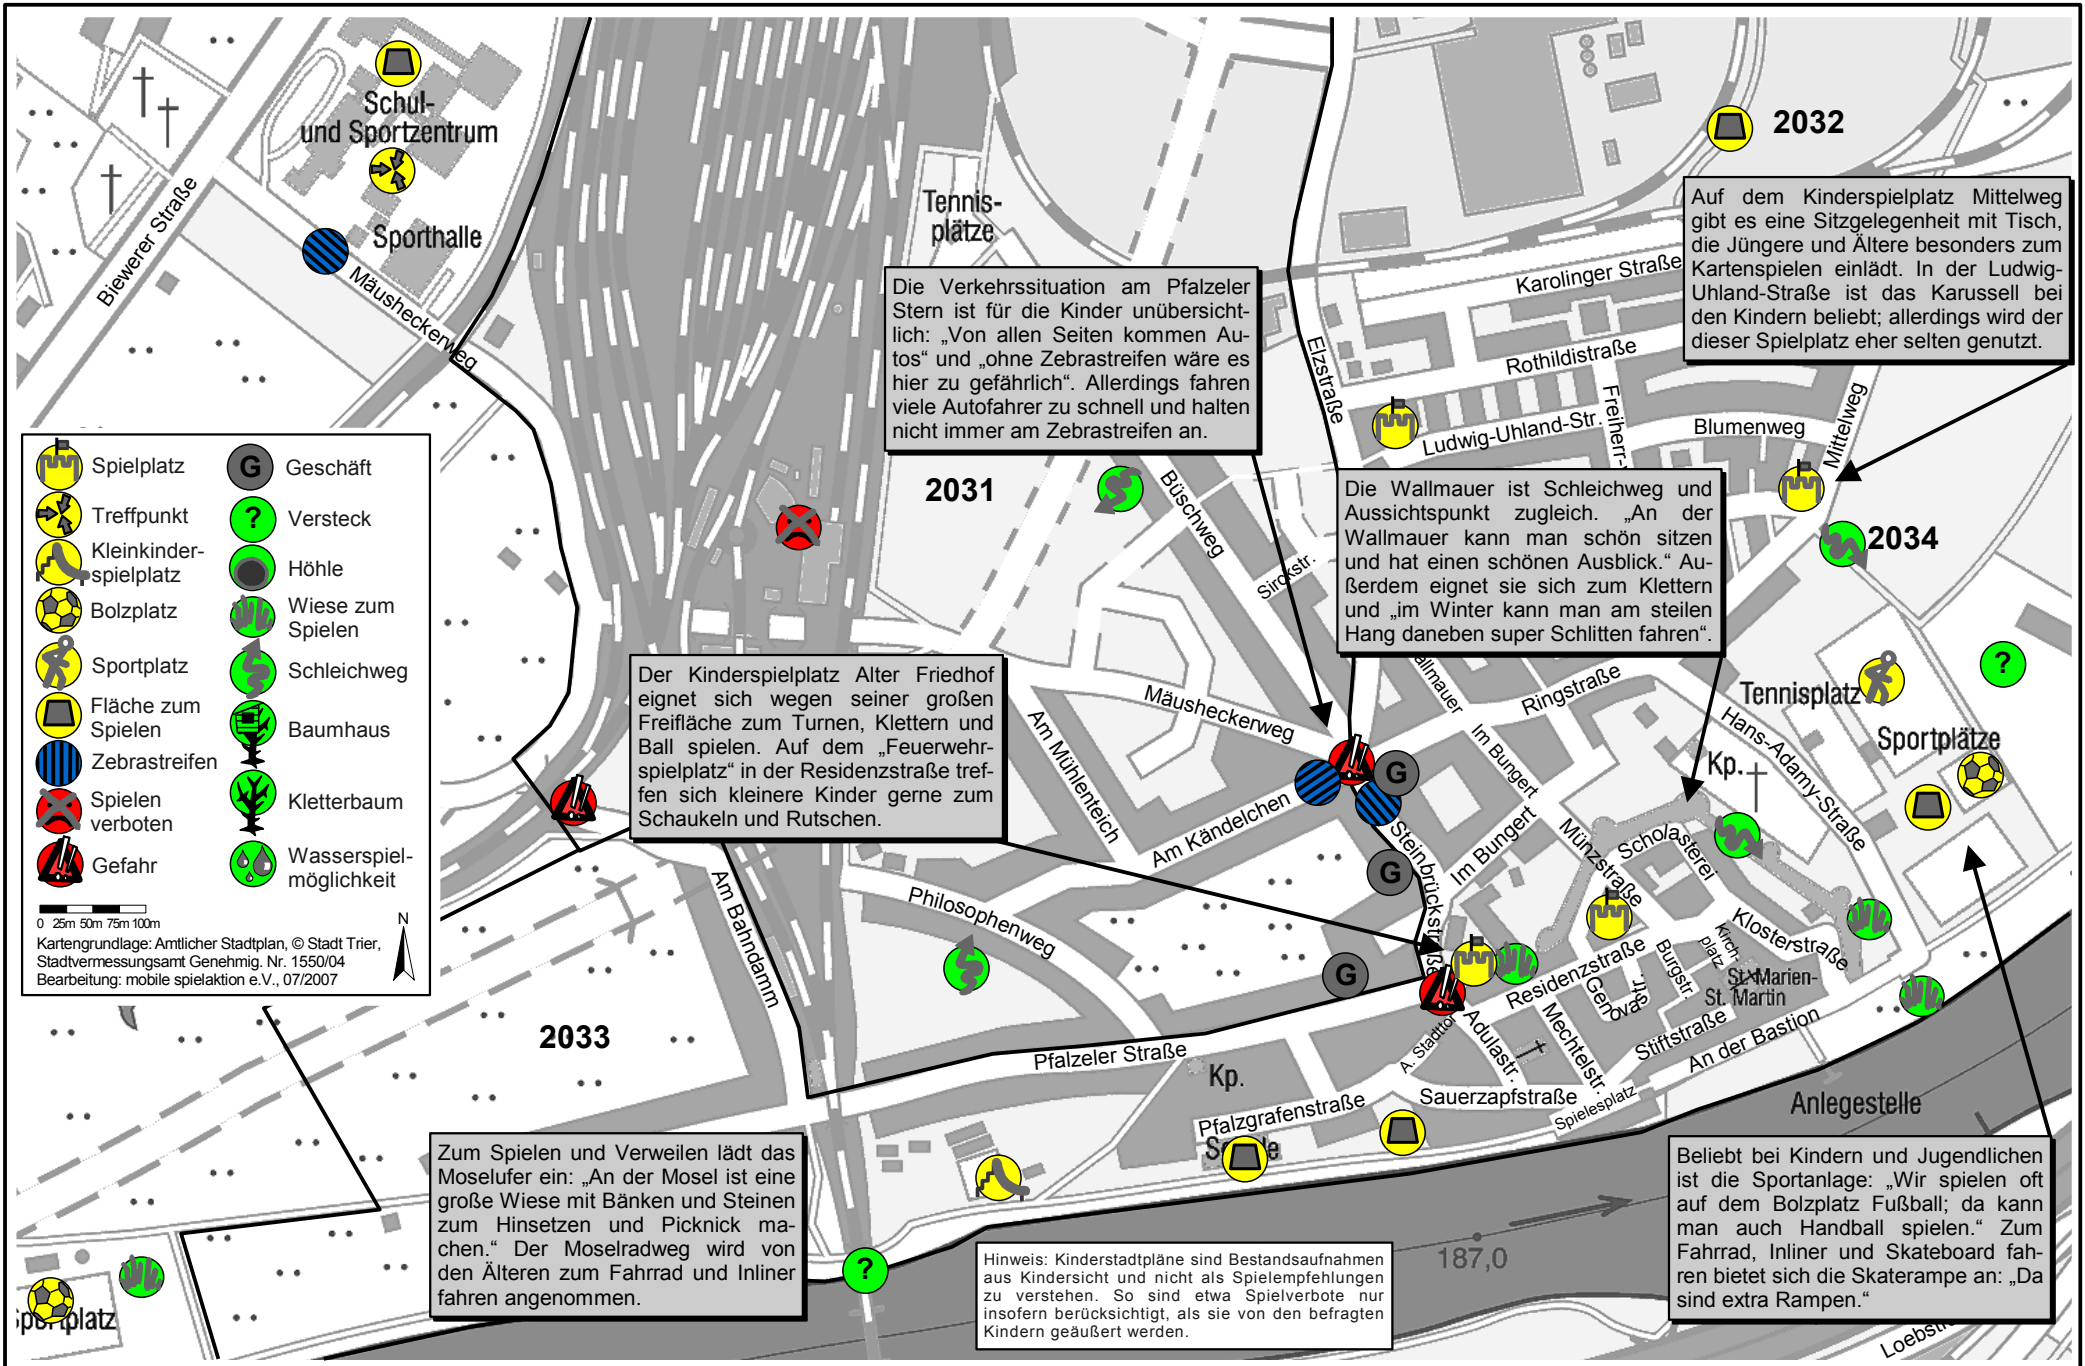 Schul-
und Sportzentrum
Sporthalle
Biewerer Straße
Mäusheckerweg
Tennis-
plätze
2032
Auf dem Kinderspielplatz Mittelweg
gibt es eine Sitzgelegenheit mit Tisch,
die Jüngere und Ältere besonders zum
Kartenspielen einlädt. In der Ludwig-
Uhland-Straße ist das Karussell bei
den Kindern beliebt; allerdings wird der
dieser Spielplatz eher selten genutzt.
Die Verkehrssituation am Pfalzeler
Stern ist für die Kinder unübersicht-
lich: „Von allen Seiten kommen Au-
tos“ und „ohne Zebrastreifen wäre es
hier zu gefährlich“. Allerdings fahren
viele Autofahrer zu schnell und halten
nicht immer am Zebrastreifen an.
Karolinger Straße
Elzstraße
Rothildistraße
Freiherr-
Ludwig-Uhland-Str.
Blumenweg
Mittelweg
2031
Büschweg
Sirckstr.
Die Wallmauer ist Schleichweg und
Aussichtspunkt zugleich. „An der
Wallmauer kann man schön sitzen
und hat einen schönen Ausblick.“ Au-
ßerdem eignet sie sich zum Klettern
und „im Winter kann man am steilen
Hang daneben super Schlitten fahren“.
2034
Spielplatz
Treffpunkt
Kleinkinder-
spielplatz
Bolzplatz
Sportplatz
Fläche zum
Spielen
Zebrastreifen
Spielen
verboten
Gefahr
G Geschäft
? Versteck
Höhle
Wiese zum
Spielen
Schleichweg
Baumhaus
Kletterbaum
Wasserspiel-
möglichkeit
0 25m 50m 75m 100m
N
Kartengrundlage: Amtlicher Stadtplan, © Stadt Trier,
Stadtvermessungsamt Genehmig. Nr. 1550/04
Bearbeitung: mobile spielaktion e.V., 07/2007
Der Kinderspielplatz Alter Friedhof
eignet sich wegen seiner großen
Freifläche zum Turnen, Klettern und
Ball spielen. Auf dem „Feuerwehr-
spielplatz“ in der Residenzstraße tref-
fen sich kleinere Kinder gerne zum
Schaukeln und Rutschen.
Mäusheckerweg
Am Mühlenteich
Am Kändelchen
allmauer
Ringstraße
Im Bungert
Im Bungert
Hans-Adamy-Straße
Tennisplatz
?
Sportplätze
Kp.
G
G
G
Steinbrückstraße
Münzstraße
Scholasterei
Klosterstraße
Kirch-
platz
St. Marien-
St. Martin
Residenzstraße
Burgstr.
Genovastr.
Mechtelstr.
Stiftstraße
An der Bastion
Adulastr.
A. Stadttor
Philosophenweg
Am Bahndamm
2033
Pfalzeler Straße
Kp.
Pfalzgrafenstraße
Sauerzapfstraße
Spielesplatz
Anlegestelle
Zum Spielen und Verweilen lädt das
Moselufer ein: „An der Mosel ist eine
große Wiese mit Bänken und Steinen
zum Hinsetzen und Picknick ma-
chen.“ Der Moselradweg wird von
den Älteren zum Fahrrad und Inliner
fahren angenommen.
?
Sportplatz
Hinweis: Kinderstadtpläne sind Bestandsaufnahmen
aus Kindersicht und nicht als Spielempfehlungen
zu verstehen. So sind etwa Spielverbote nur
insofern berücksichtigt, als sie von den befragten
Kindern geäußert werden.
187,0
Beliebt bei Kindern und Jugendlichen
ist die Sportanlage: „Wir spielen oft
auf dem Bolzplatz Fußball; da kann
man auch Handball spielen.“ Zum
Fahrrad, Inliner und Skateboard fah-
ren bietet sich die Skaterampe an: „Da
sind extra Rampen.“
Loebstr